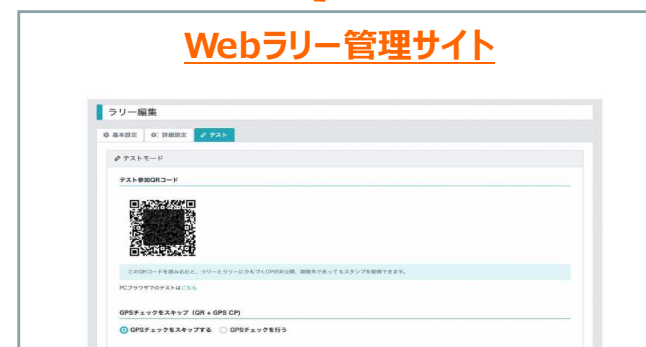 Webラリー管理サイト
ラリー編集
基本設定 詳細設定 テスト
テストモード
テスト参加QRコード
このQRコードを読み込むと、ラリーとラリーにひもづくCPが非公開、期間外であってもスタンプを取得できます。
PCブラウザでのテストはこちら
GPSチェックをスキップ (QR + GPS CP)
GPSチェックをスキップする GPSチェックを行う